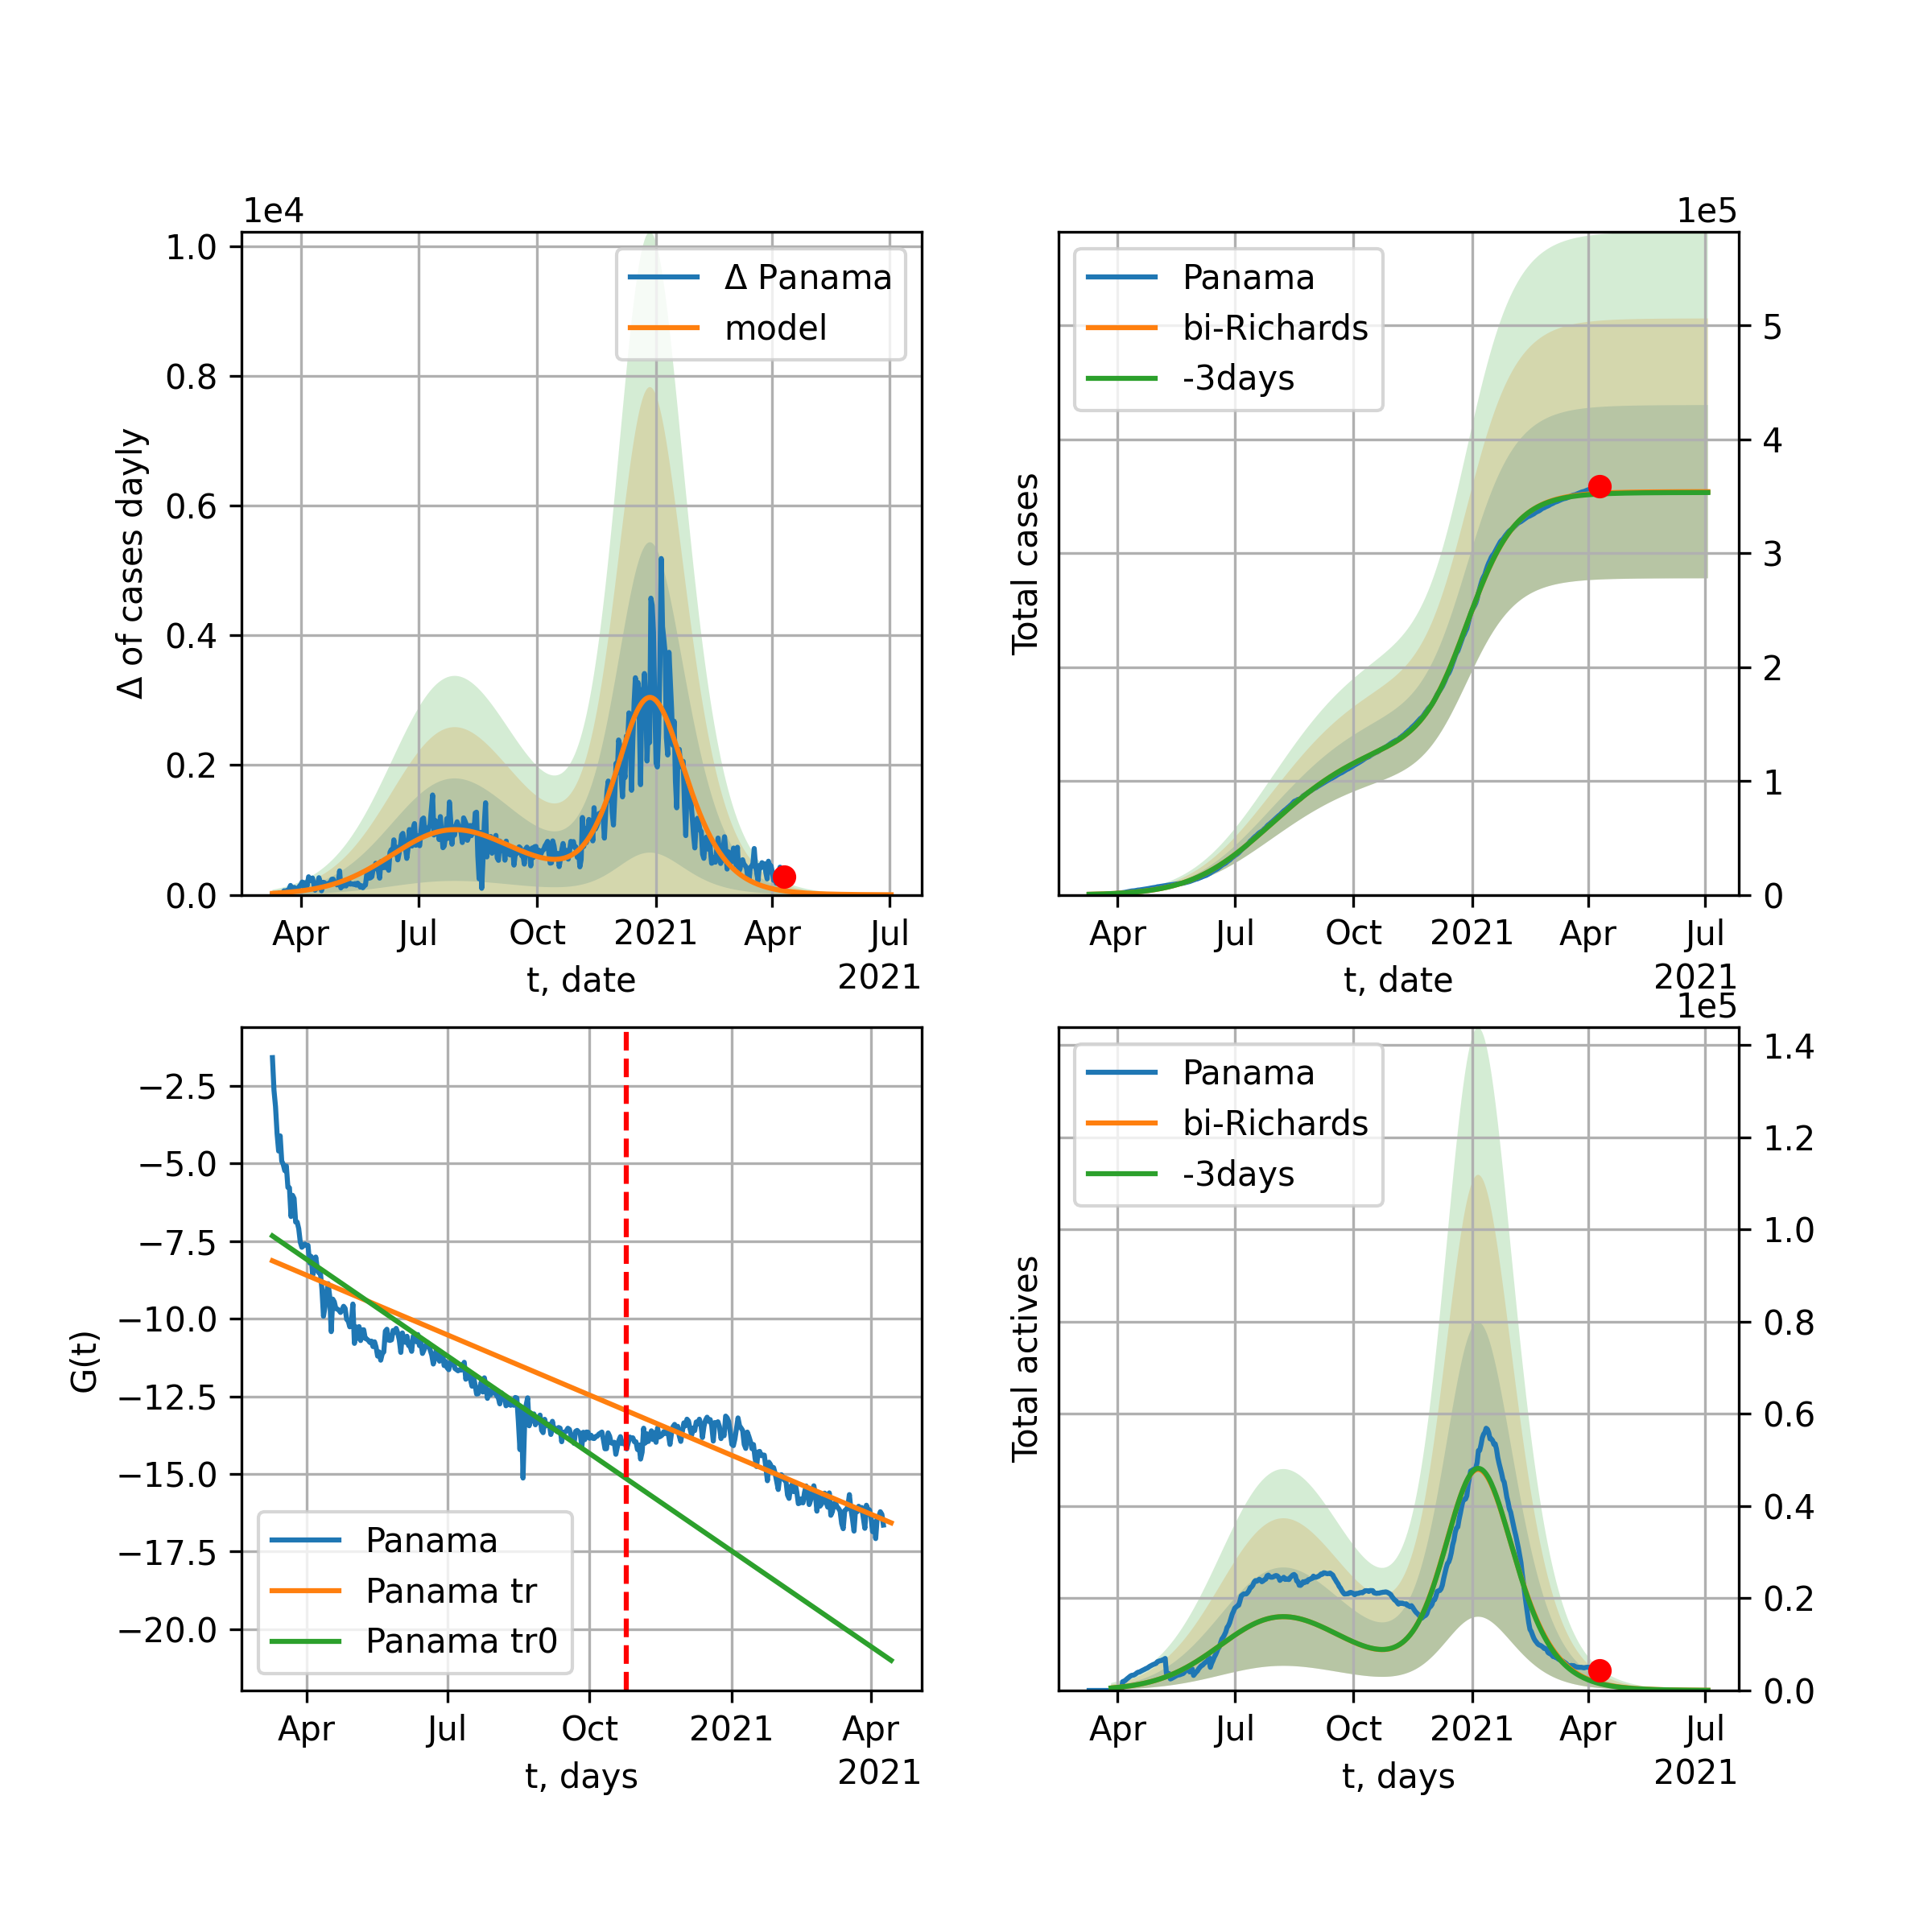 1e4
1.0
0.8
0.6
0.4
0.2
0.0
Δ of cases dayly
Δ Panama
model
Apr Jul Oct 2021 Apr Jul
2021
t, date
1e5
Panama
bi-Richards
-3days
Total cases
5
4
3
2
1
0
Apr Jul Oct 2021 Apr Jul
2021
t, date
−2.5
−5.0
−7.5
−10.0
−12.5
−15.0
−17.5
−20.0
G(t)
Panama
Panama tr
Panama tr0
Apr Jul Oct 2021 Apr
2021
t, days
1e5
Panama
bi-Richards
-3days
Total actives
1.4
1.2
1.0
0.8
0.6
0.4
0.2
0.0
Apr Jul Oct 2021 Apr Jul
2021
t, days